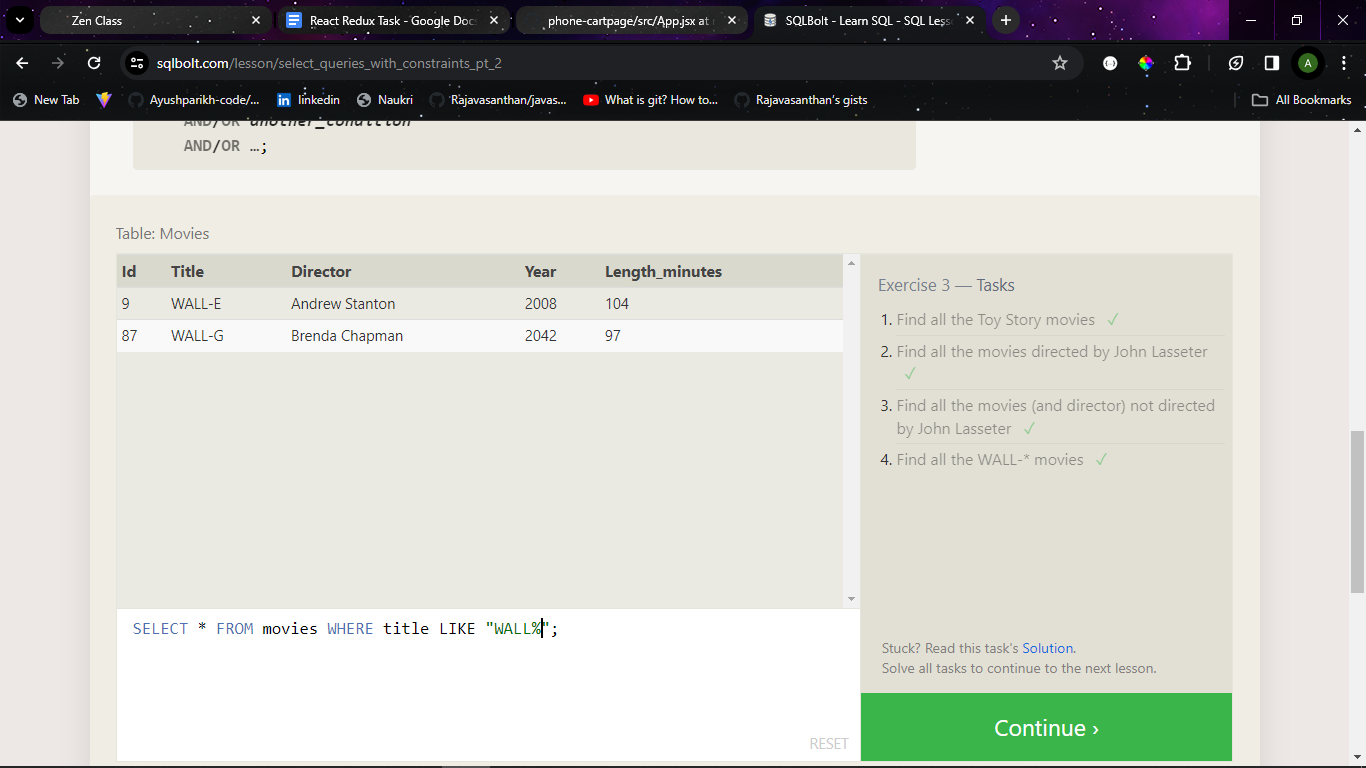 Zen Class
React Redux Task - Google Docs
phone-cartpage/src/App.jsx at
SQLBolt - Learn SQL - SQL Less
sqlbolt.com/lesson/select_queries_with_constraints_pt_2
A
New Tab
Ayushparikh-code/...
in linkedin
Naukri
Rajavasanthan/javas...
What is git? How to...
Rajavasanthan's gists
All Bookmarks
AND/OR another_condition
AND/OR …;
Table: Movies
Id Title Director Year Length_minutes
9 WALL-E Andrew Stanton 2008 104
87 WALL-G Brenda Chapman 2042 97
SELECT * FROM movies WHERE title LIKE "WALL%";
RESET
Exercise 3 — Tasks
1. Find all the Toy Story movies ✓
2. Find all the movies directed by John Lasseter
✓
3. Find all the movies (and director) not directed
by John Lasseter ✓
4. Find all the WALL-* movies ✓
Stuck? Read this task's Solution.
Solve all tasks to continue to the next lesson.
Continue ›